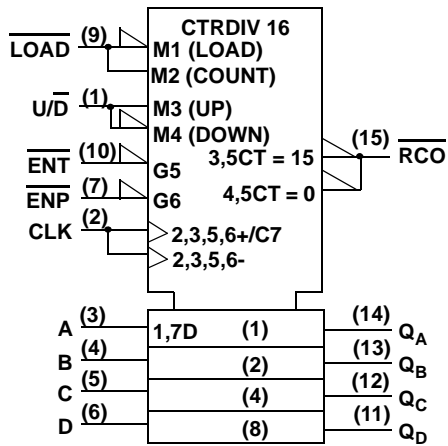 CTRDIV 16
LOAD (9) M1 (LOAD)
M2 (COUNT)
U/D (1) M3 (UP)
M4 (DOWN)
ENT (10) G5 3,5CT = 15 (15) RCO
ENP (7) G6 4,5CT = 0
CLK (2) 2,3,5,6+/C7
2,3,5,6-
A (3) 1,7D (1) (14) QA
B (4) (2) (13) QB
C (5) (4) (12) QC
D (6) (8) (11) QD